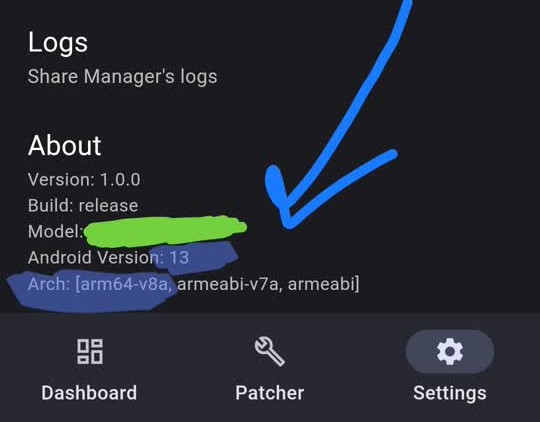 Logs
Share Manager's logs
About
Version: 1.0.0
Build: release
Model:
Android Version: 13
Arch: [arm64-v8a, armeabi-v7a, armeabi]
Dashboard
Patcher
Settings